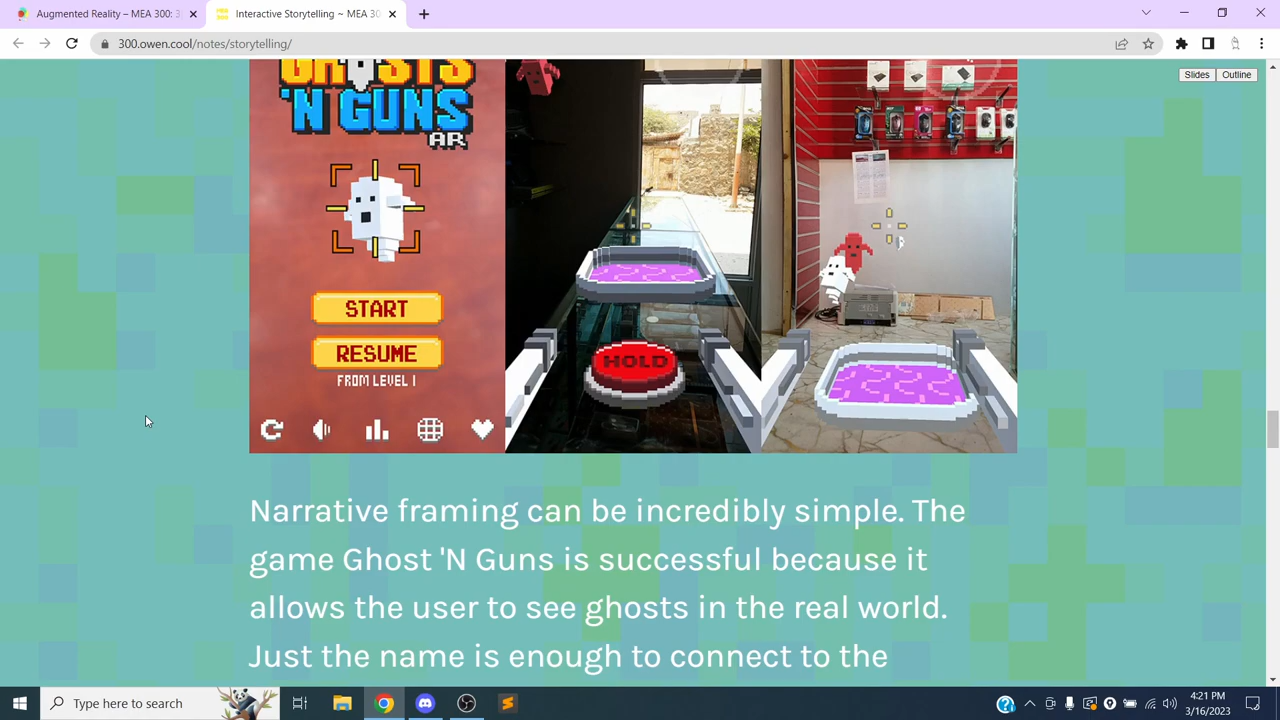 Augmented Reality – MEA 300: 3
Interactive Storytelling ~ MEA 30
300.owen.cool/notes/storytelling/
Slides
Outline
GHOSTS
'N GUNS
AR
START
RESUME
FROM LEVEL 1
HOLD
Narrative framing can be incredibly simple. The
game Ghost 'N Guns is successful because it
allows the user to see ghosts in the real world.
Just the name is enough to connect to the
Type here to search
4:21 PM
3/16/2023